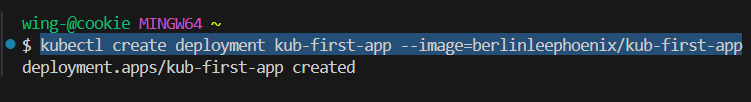 wing-@cookie MINGW64 ~
$ kubectl create deployment kub-first-app --image=berlinleephoenix/kub-first-app
deployment.apps/kub-first-app created